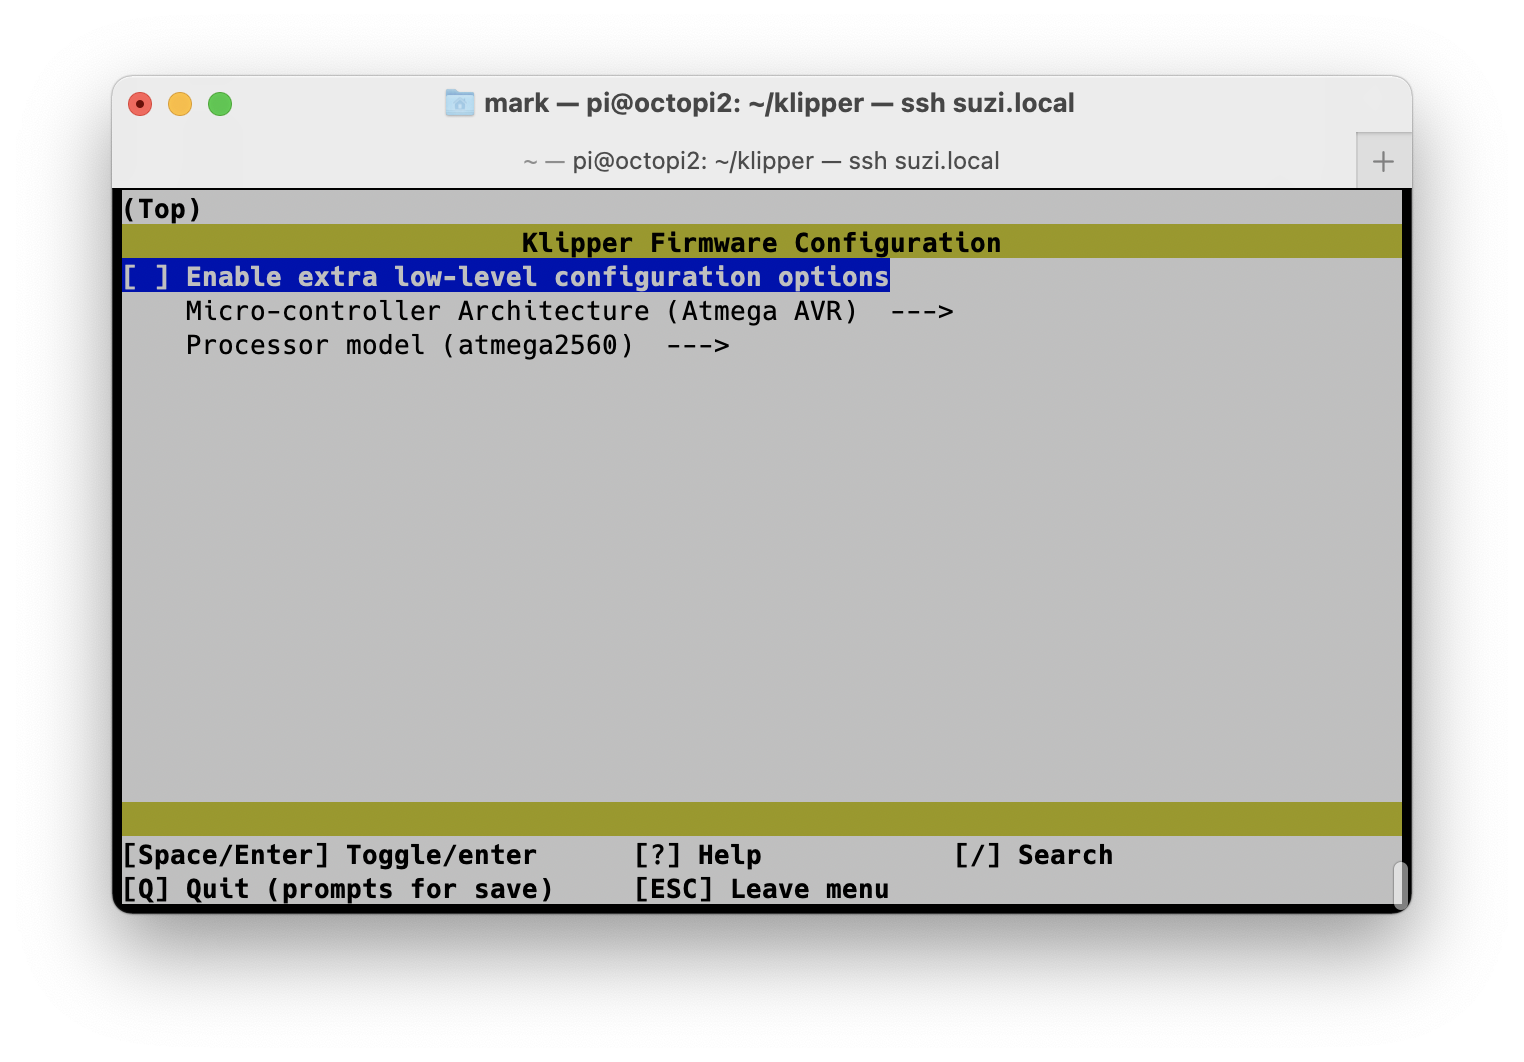 mark — pi@octopi2: ~/klipper — ssh suzi.local
~ — pi@octopi2: ~/klipper — ssh suzi.local
(Top)
Klipper Firmware Configuration
[ ] Enable extra low-level configuration options
Micro-controller Architecture (Atmega AVR)  --->
Processor model (atmega2560)  --->
[Space/Enter] Toggle/enter      [?] Help            [/] Search
[Q] Quit (prompts for save)     [ESC] Leave menu